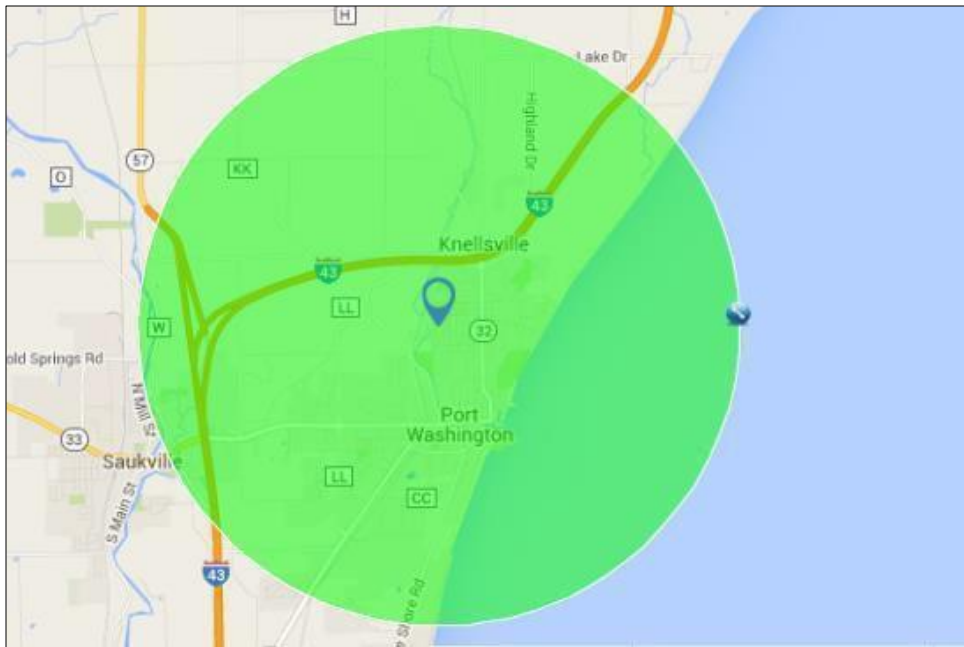 H
Lake Dr
Highland Dr
57
KK
O
43
Knellsville
43
LL
W
32
old Springs Rd
N Mill St
Port
Washington
33
Saukville
LL
CC
S Main St
43
Shore Rd